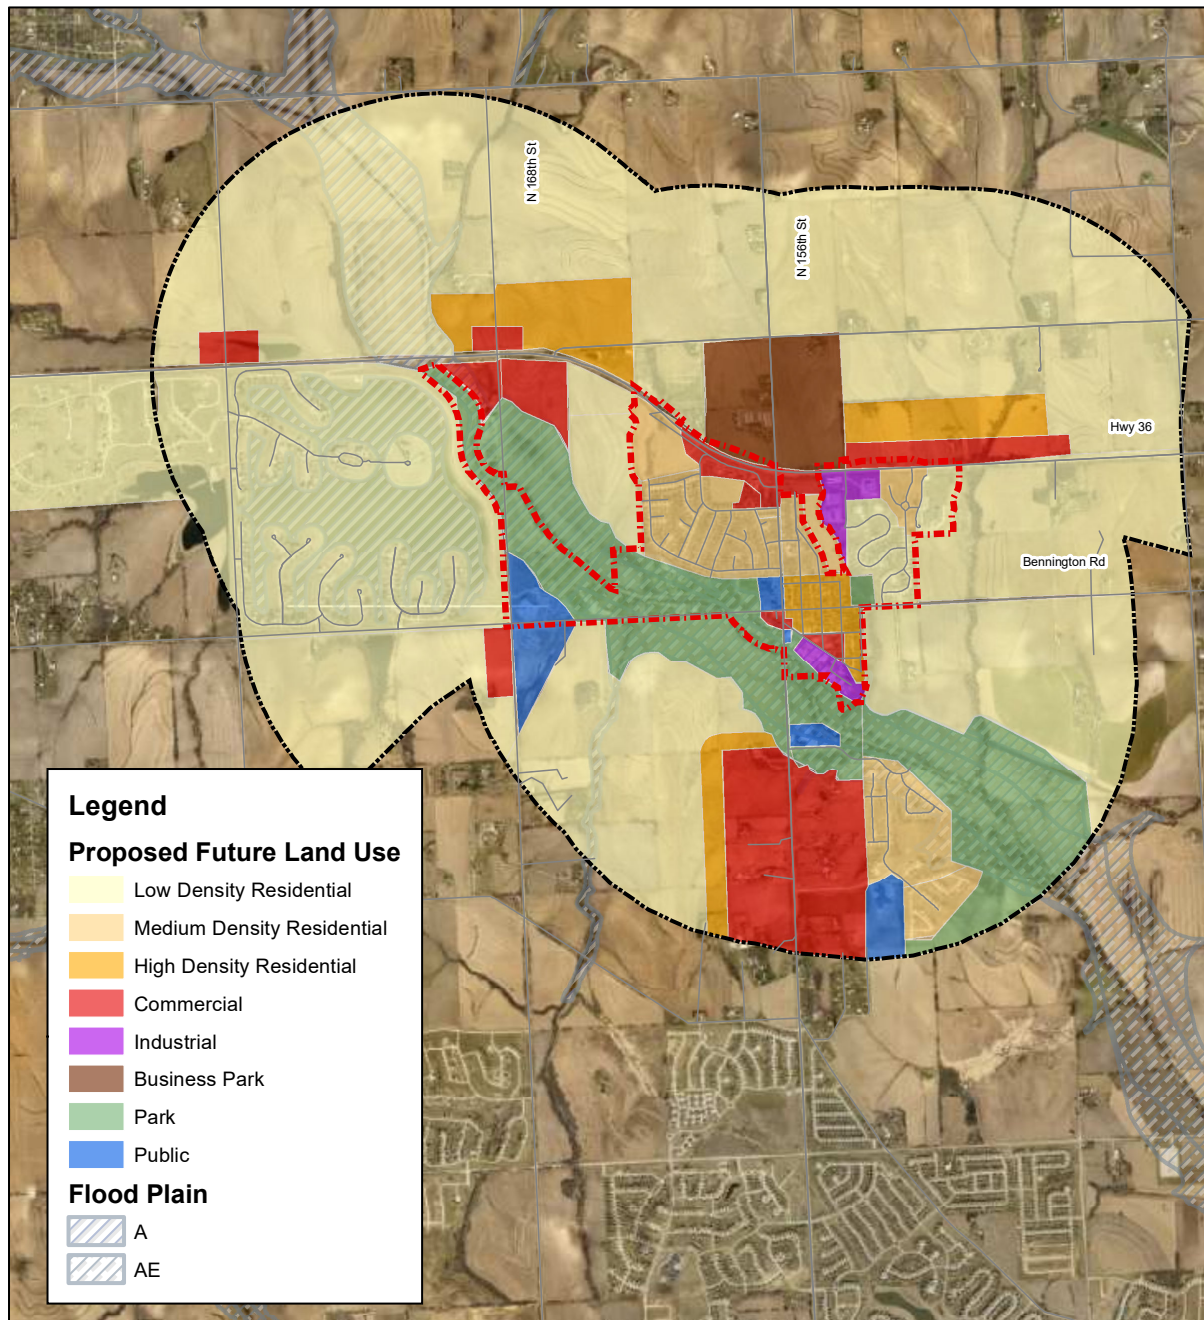 N 168th St
N 156th St
Hwy 36
Bennington Rd
Legend
Proposed Future Land Use
Low Density Residential
Medium Density Residential
High Density Residential
Commercial
Industrial
Business Park
Park
Public
Flood Plain
A
AE